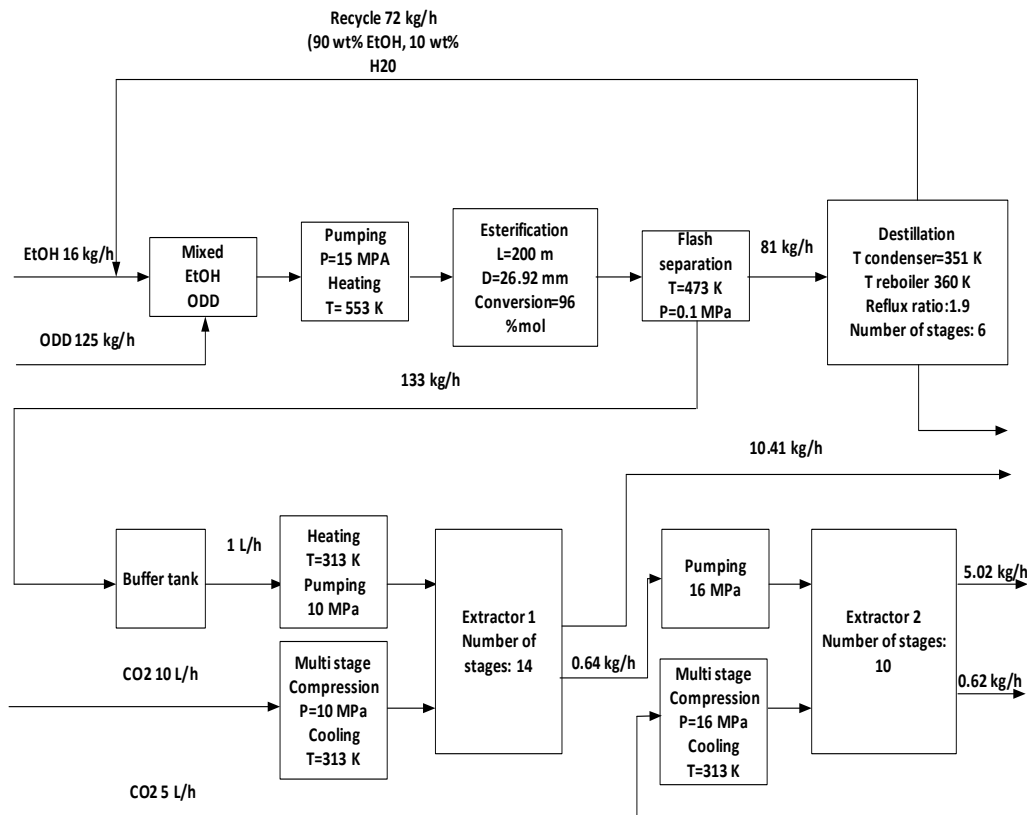 Recycle 72 kg/h
(90 wt% EtOH, 10 wt%
H20
EtOH 16 kg/h
ODD 125 kg/h
Mixed
EtOH
ODD
Pumping
P=15 MPA
Heating
T= 553 K
Esterification
L=200 m
D=26.92 mm
Conversion=96
%mol
Flash
separation
T=473 K
P=0.1 MPa
81 kg/h
Destillation
T condenser=351 K
T reboiler 360 K
Reflux ratio:1.9
Number of stages: 6
133 kg/h
10.41 kg/h
Buffer tank
1 L/h
Heating
T=313 K
Pumping
10 MPa
CO2 10 L/h
Multi stage
Compression
P=10 MPa
Cooling
T=313 K
Extractor 1
Number of
stages: 14
0.64 kg/h
Pumping
16 MPa
Multi stage
Compression
P=16 MPa
Cooling
T=313 K
Extractor 2
Number of stages:
10
5.02 kg/h
0.62 kg/h
CO2 5 L/h